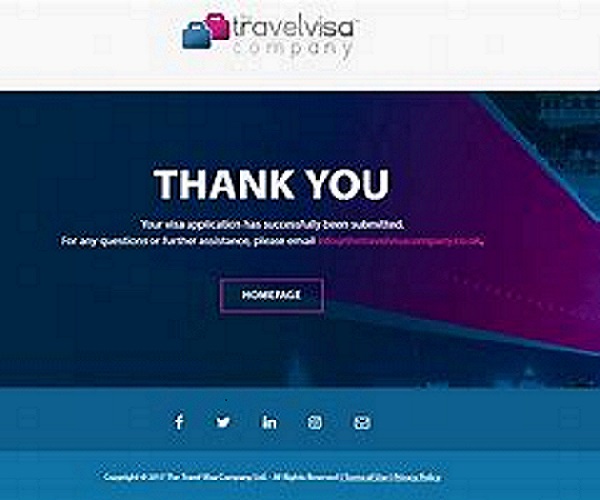 travelvisa
company
THANK YOU
Your visa application has successfully been submitted.
For any questions or further assistance, please email info@thetravelvisacompany.co.uk.
HOMEPAGE
Copyright © 2017 The Travel Visa Company Ltd. - All Rights Reserved | Terms of Use | Privacy Policy